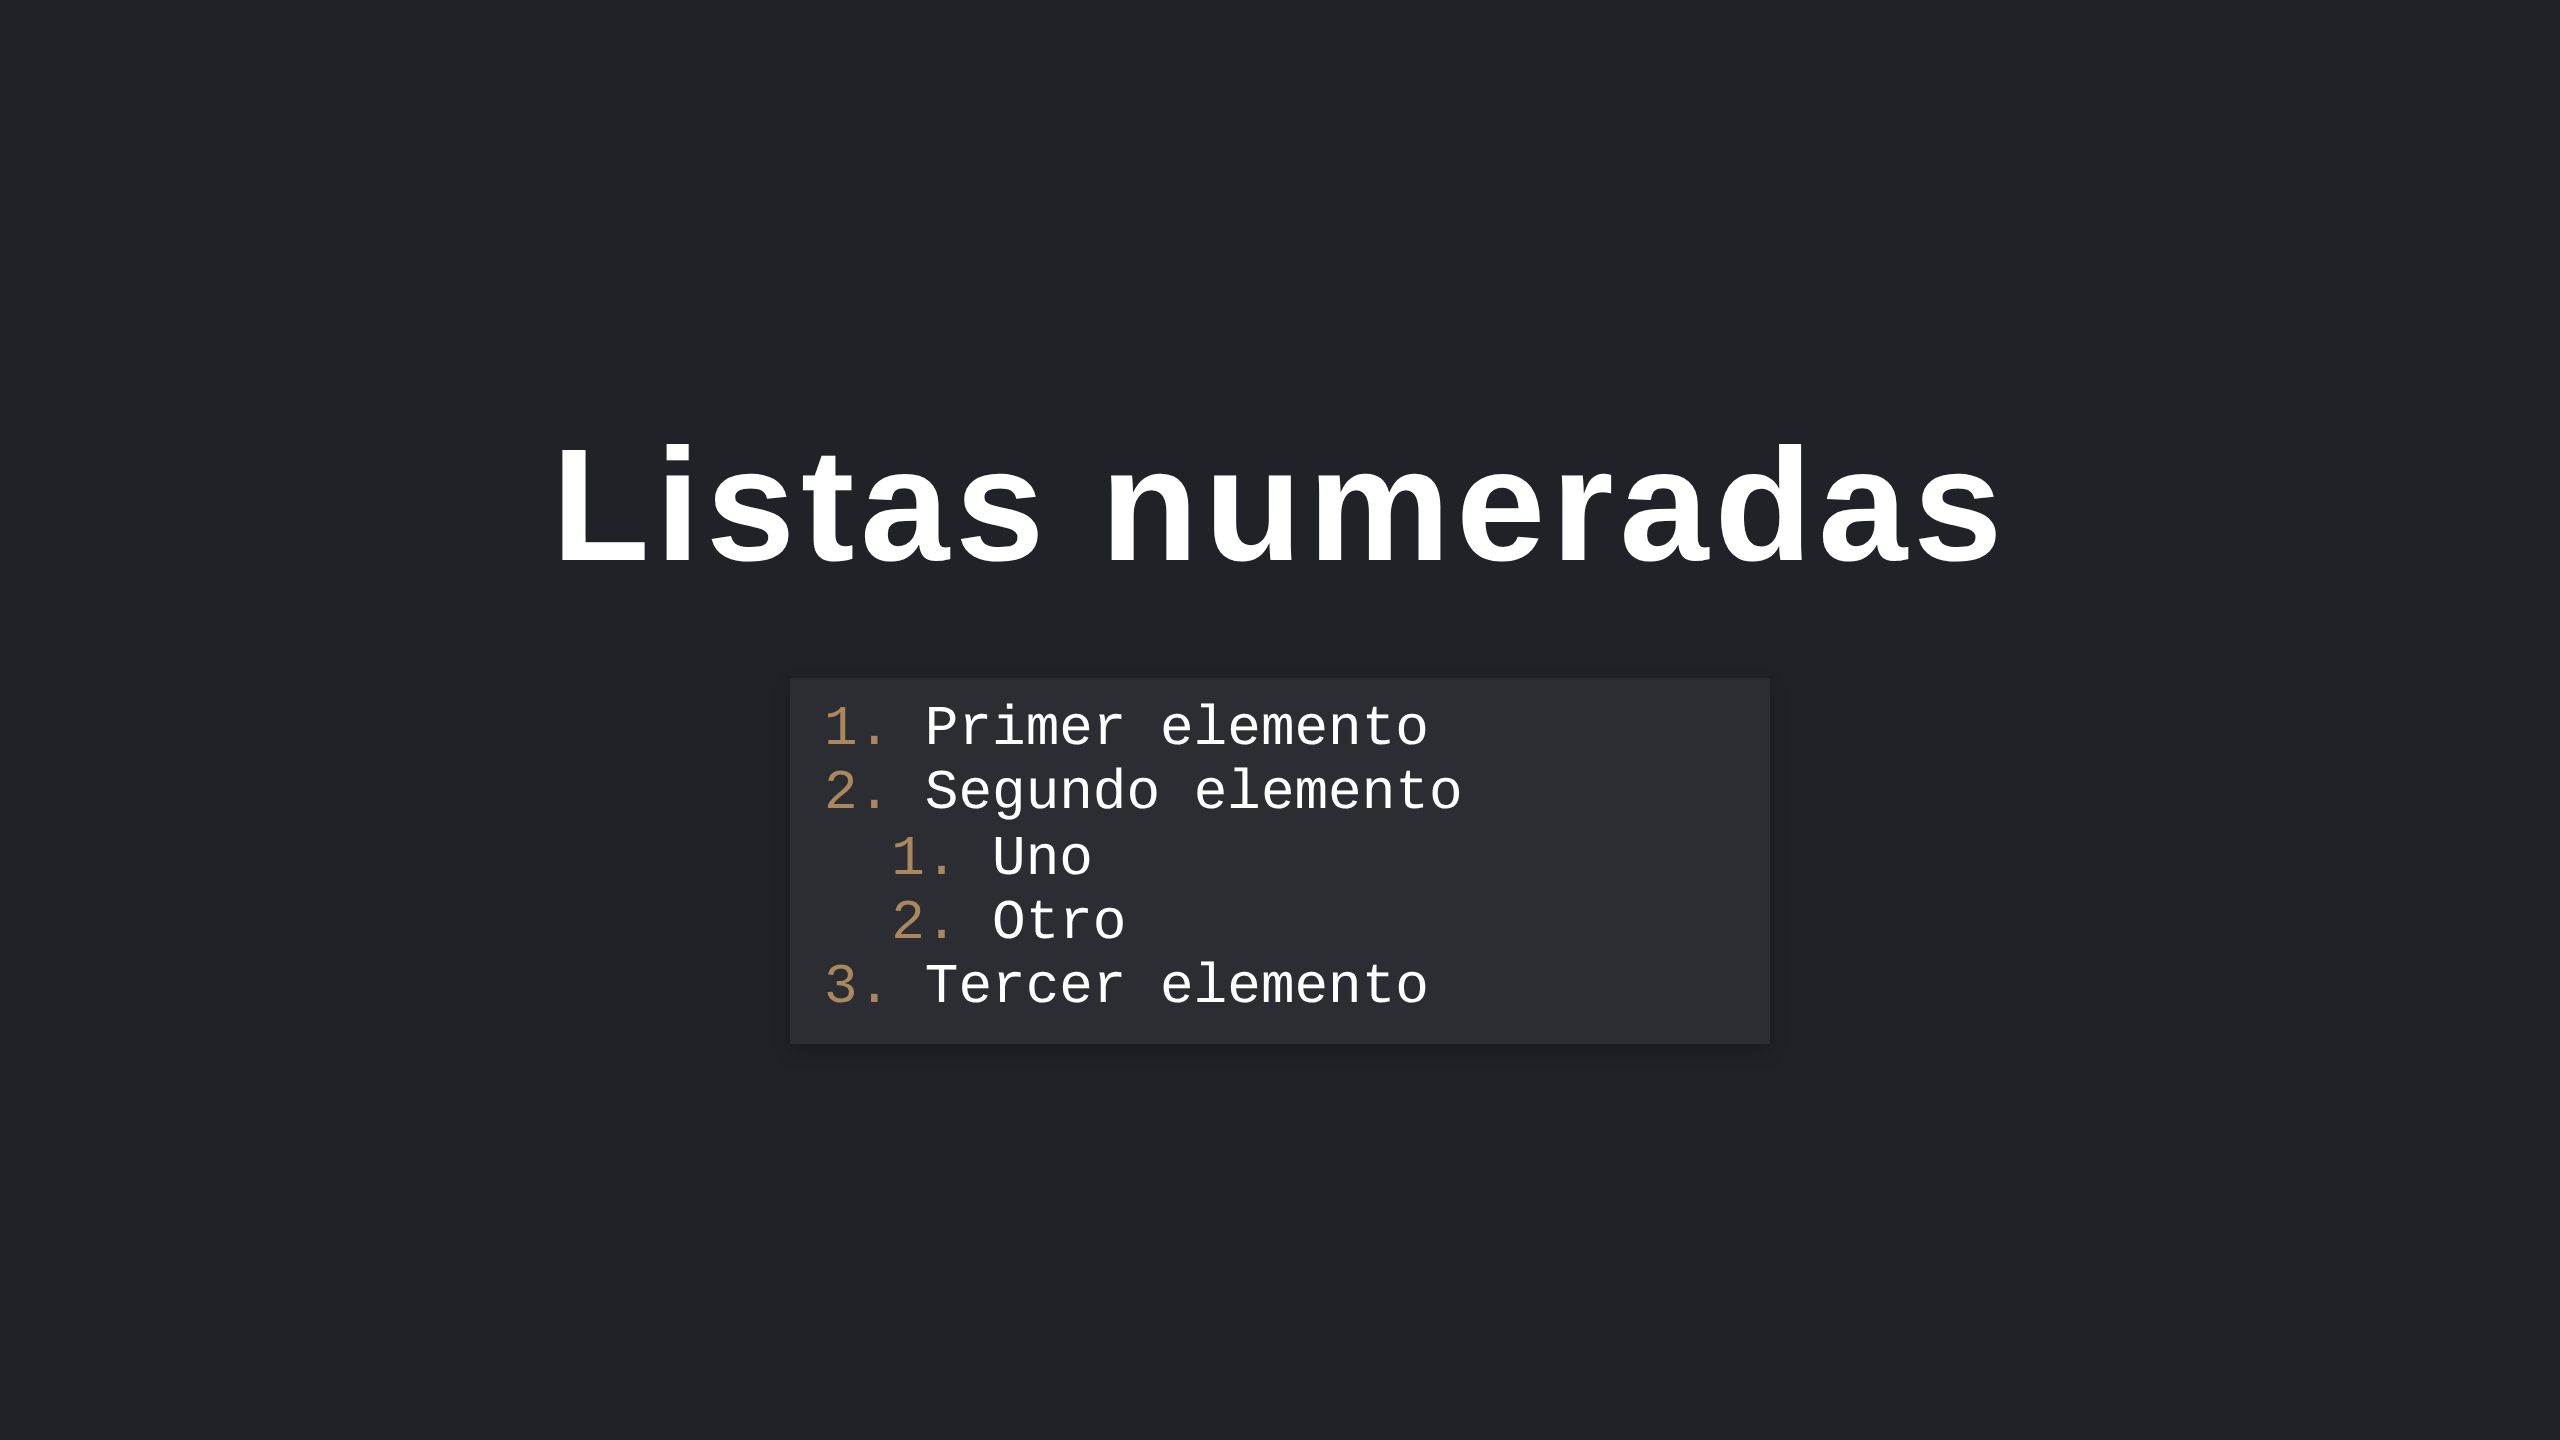 Listas numeradas
1. Primer elemento
2. Segundo elemento
1. Uno
2. Otro
3. Tercer elemento